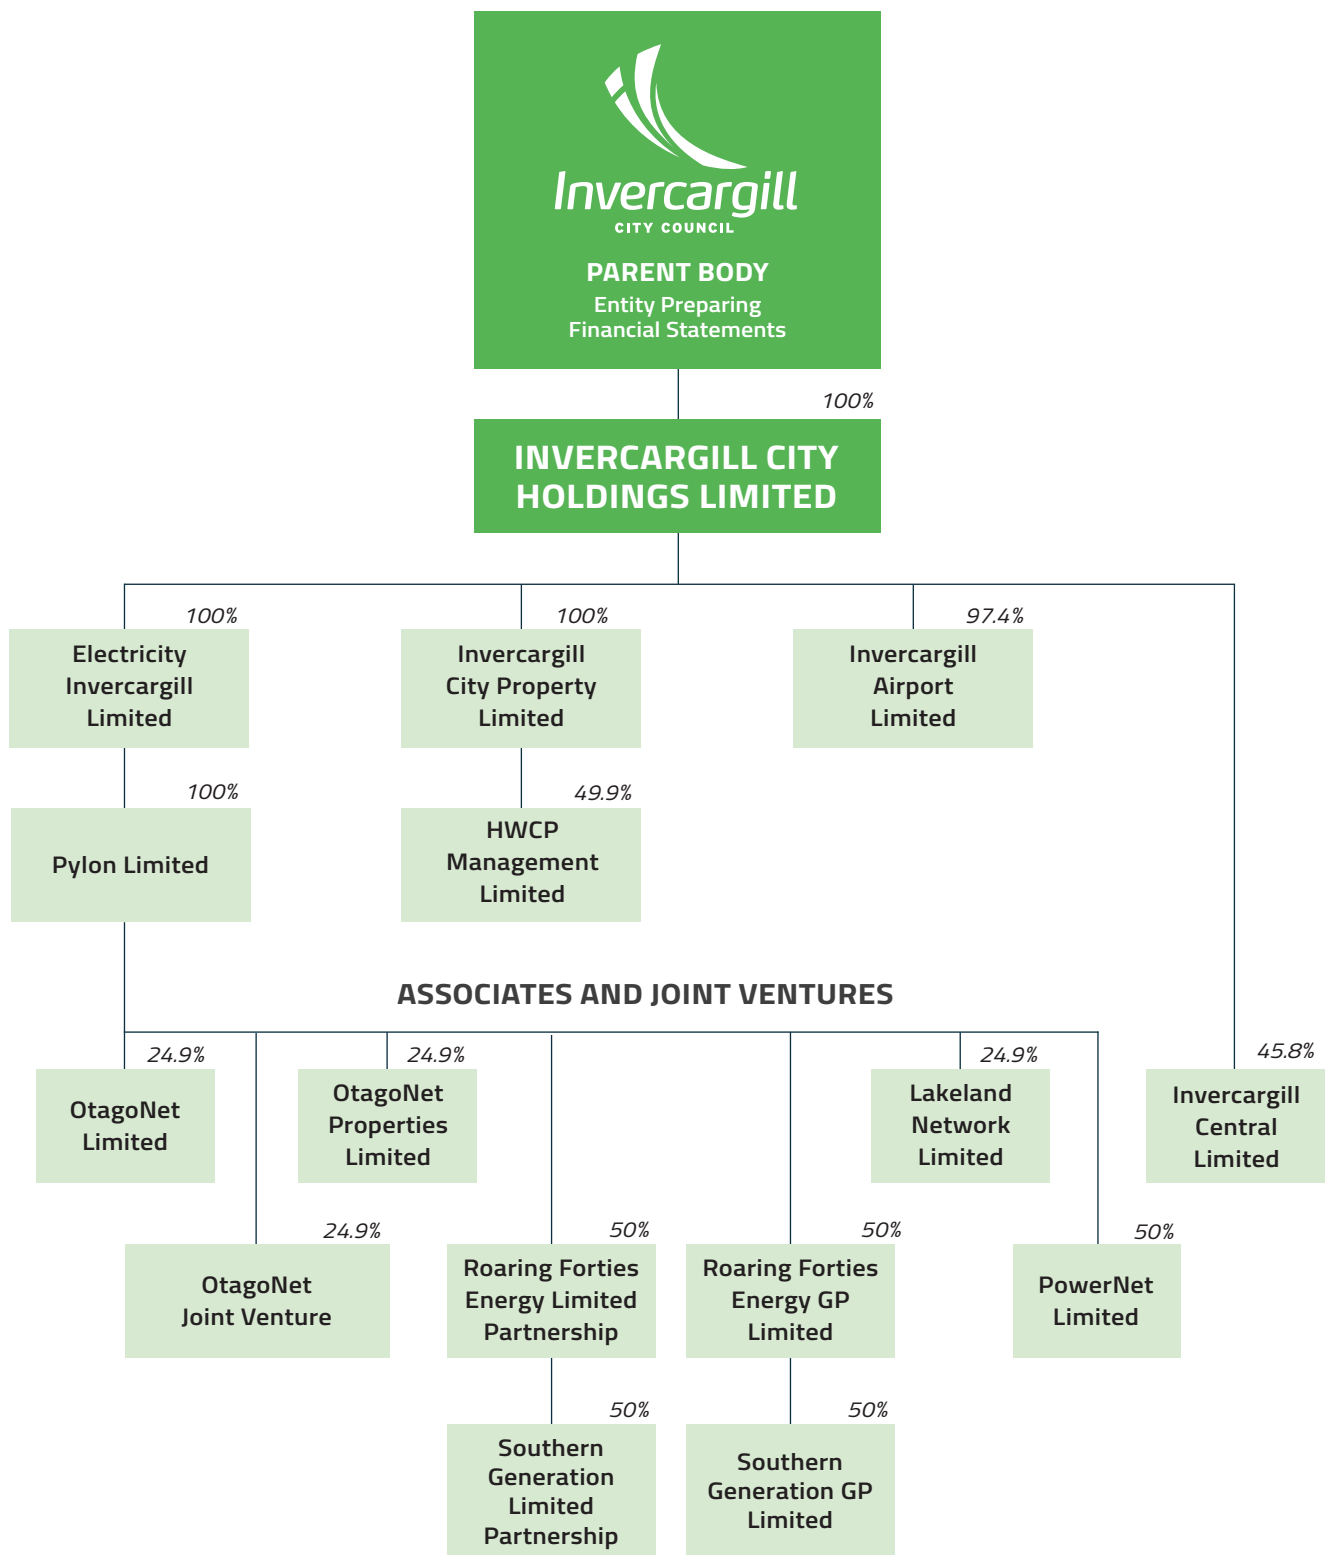 Invercargill
CITY COUNCIL
PARENT BODY
Entity Preparing
Financial Statements
100%
INVERCARGILL CITY
HOLDINGS LIMITED
100%
Electricity
Invercargill
Limited
100%
Invercargill
City Property
Limited
97.4%
Invercargill
Airport
Limited
100%
Pylon Limited
49.9%
HWCP
Management
Limited
ASSOCIATES AND JOINT VENTURES
24.9%
OtagoNet
Limited
24.9%
OtagoNet
Properties
Limited
24.9%
Lakeland
Network
Limited
45.8%
Invercargill
Central
Limited
24.9%
OtagoNet
Joint Venture
50%
Roaring Forties
Energy Limited
Partnership
50%
Roaring Forties
Energy GP
Limited
50%
PowerNet
Limited
50%
Southern
Generation
Limited
Partnership
50%
Southern
Generation GP
Limited